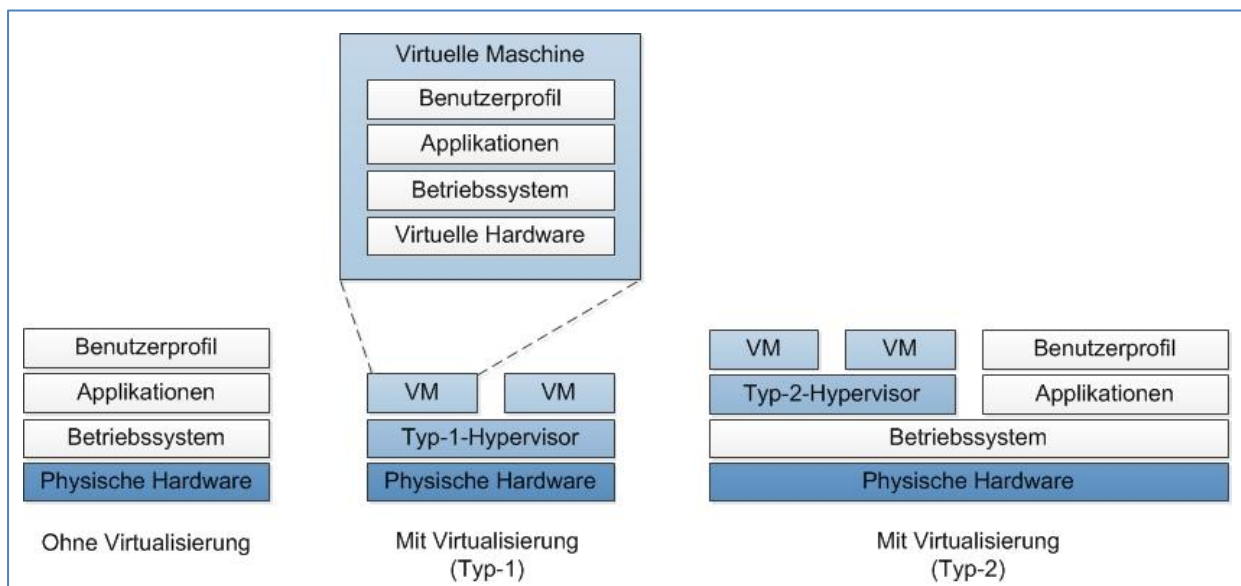 Virtuelle Maschine
Benutzerprofil
Applikationen
Betriebssystem
Virtuelle Hardware
Benutzerprofil
Applikationen
Betriebssystem
Physische Hardware
Ohne Virtualisierung
VM VM
Typ-1-Hypervisor
Physische Hardware
Mit Virtualisierung
(Typ-1)
VM VM Benutzerprofil
Typ-2-Hypervisor Applikationen
Betriebssystem
Physische Hardware
Mit Virtualisierung
(Typ-2)